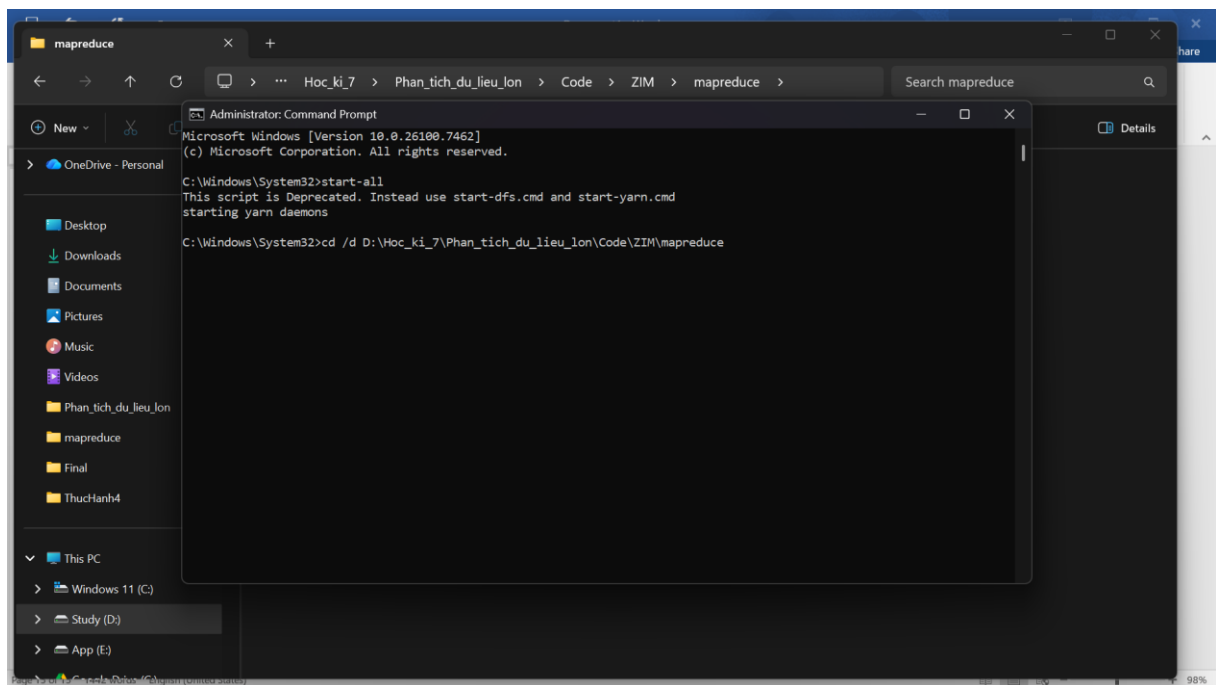 hare
mapreduce
Hoc_ki_7 > Phan_tich_du_lieu_lon > Code > ZIM > mapreduce >
Search mapreduce
New
Details
Administrator: Command Prompt
Microsoft Windows [Version 10.0.26100.7462]
(c) Microsoft Corporation. All rights reserved.
C:\Windows\System32>start-all
This script is Deprecated. Instead use start-dfs.cmd and start-yarn.cmd
starting yarn daemons
C:\Windows\System32>cd /d D:\Hoc_ki_7\Phan_tich_du_lieu_lon\Code\ZIM\mapreduce
OneDrive - Personal
Desktop
Downloads
Documents
Pictures
Music
Videos
Phan_tich_du_lieu_lon
mapreduce
Final
ThucHanh4
This PC
Windows 11 (C:)
Study (D:)
App (E:)
98%